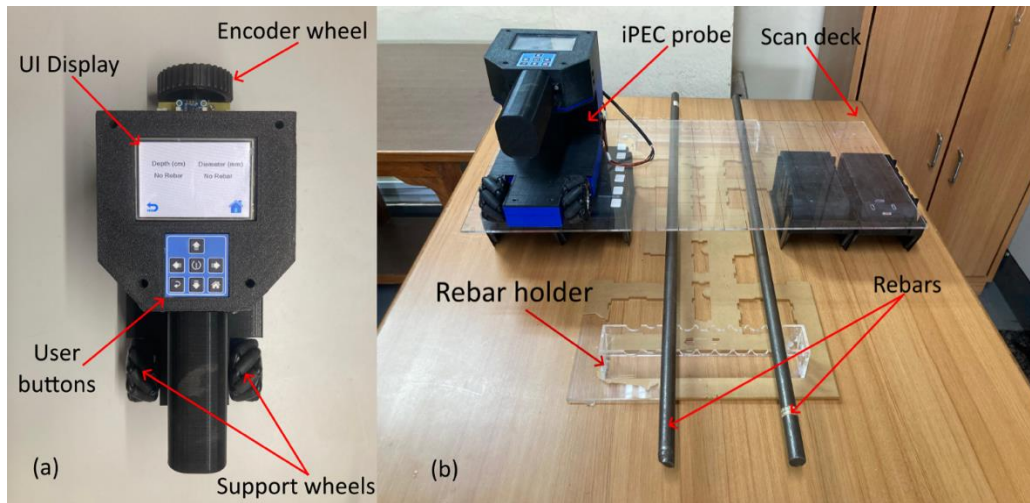 Encoder wheel
UI Display
Depth (cm) Diameter (mm)
No Rebar No Rebar
User
buttons
(a)
Support wheels
iPEC probe
Scan deck
Rebar holder
Rebars
(b)